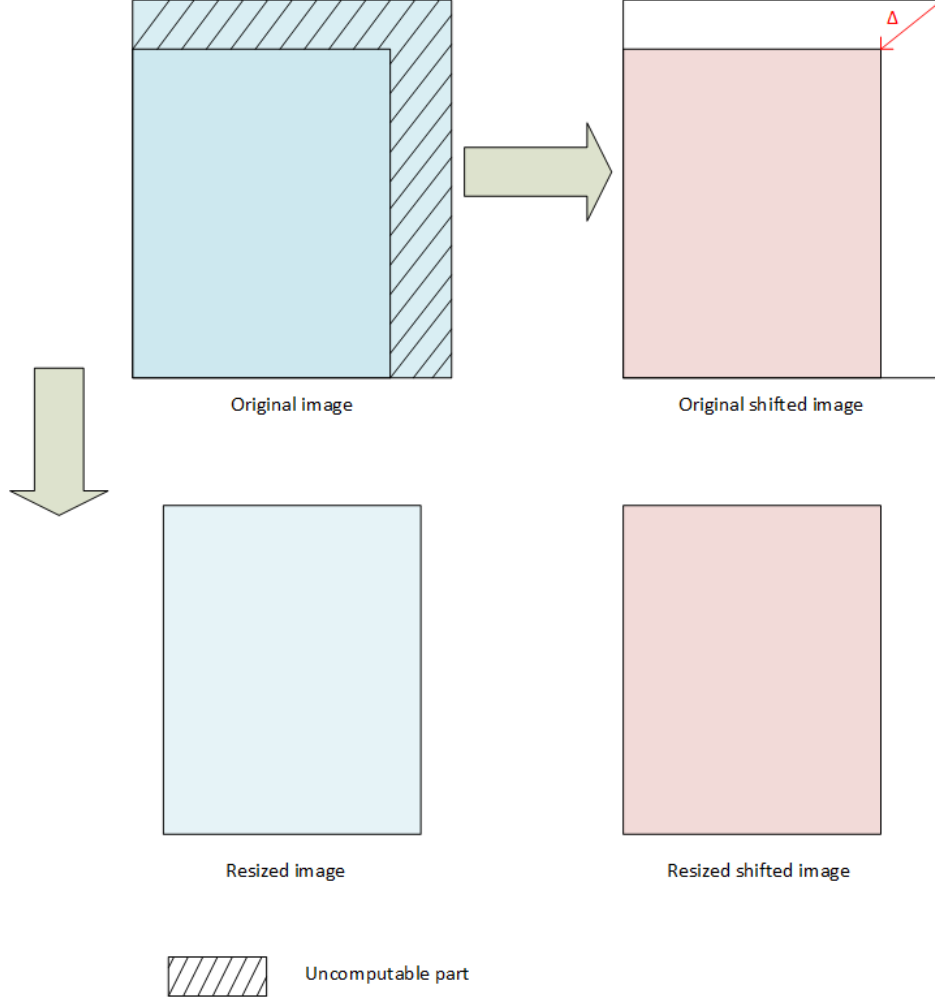 Δ
Original image
Original shifted image
Resized image
Resized shifted image
Uncomputable part